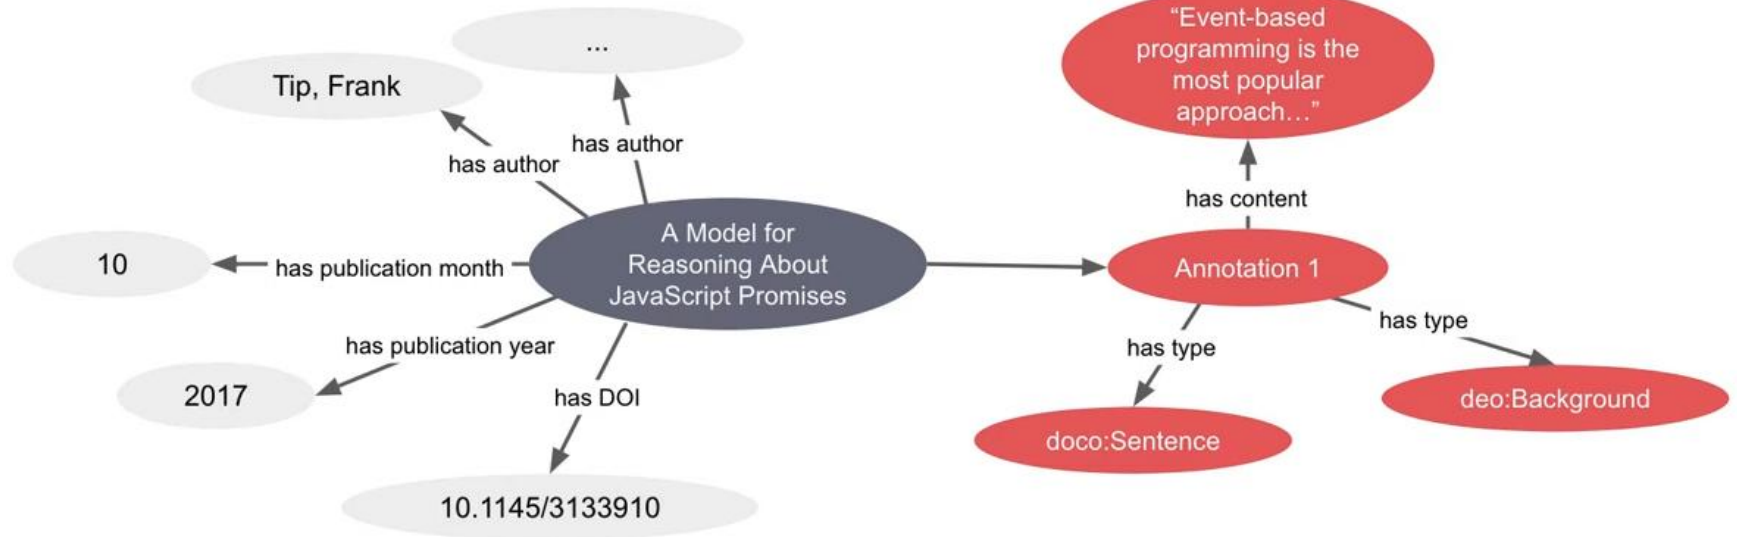 ...
Tip, Frank
has author
has author
10
has publication month
A Model for
Reasoning About
JavaScript Promises
has publication year
2017
has DOI
10.1145/3133910
“Event-based
programming is the
most popular
approach…”
has content
Annotation 1
has type
has type
doco:Sentence
deo:Background